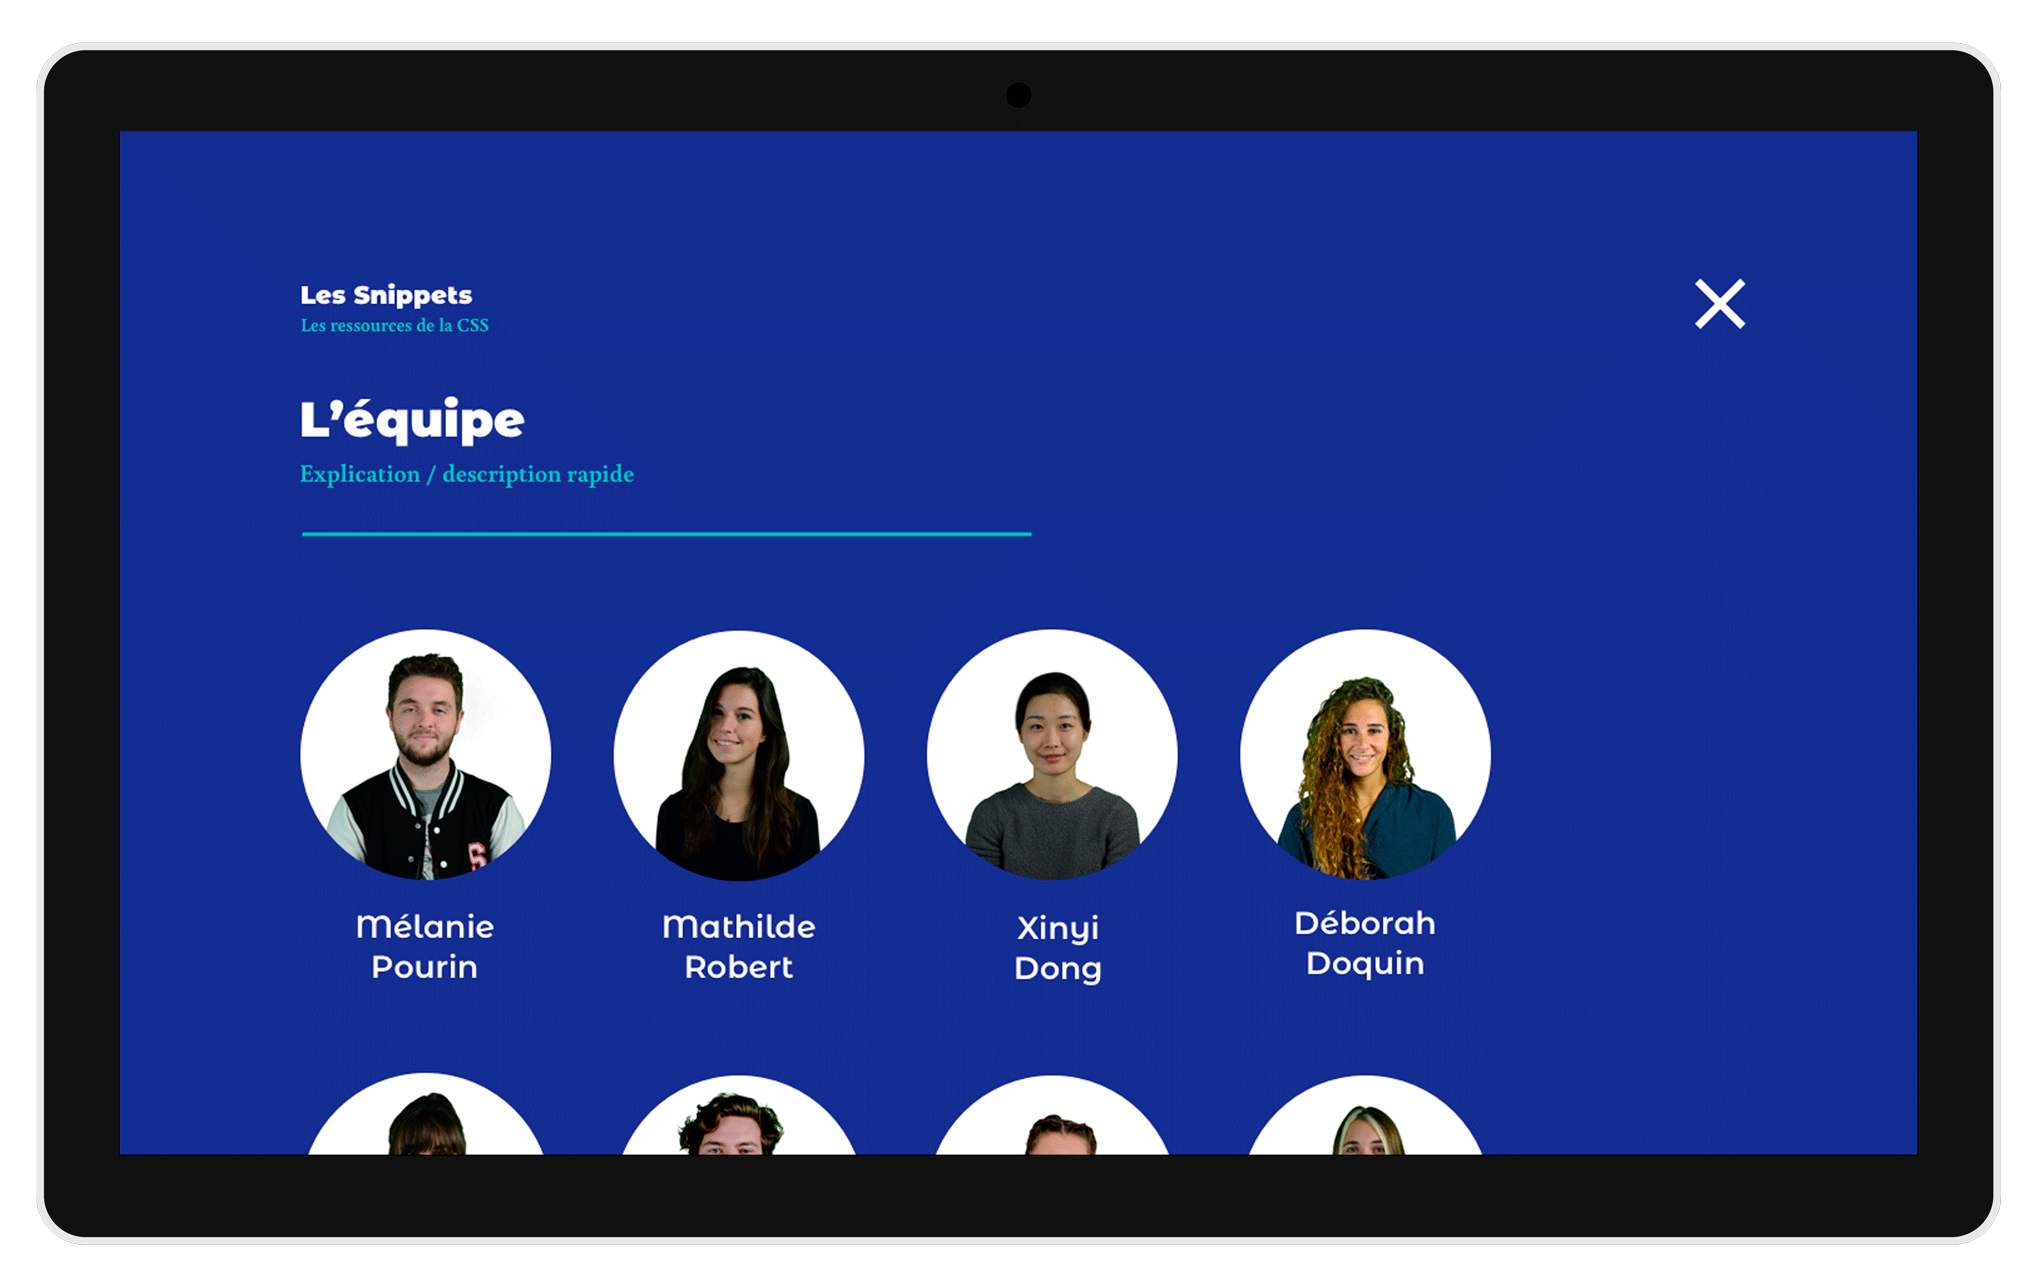 Les Snippets
Les ressources de la CSS
L’équipe
Explication / description rapide
Mélanie
Pourin
Mathilde
Robert
Xinyi
Dong
Déborah
Doquin
S